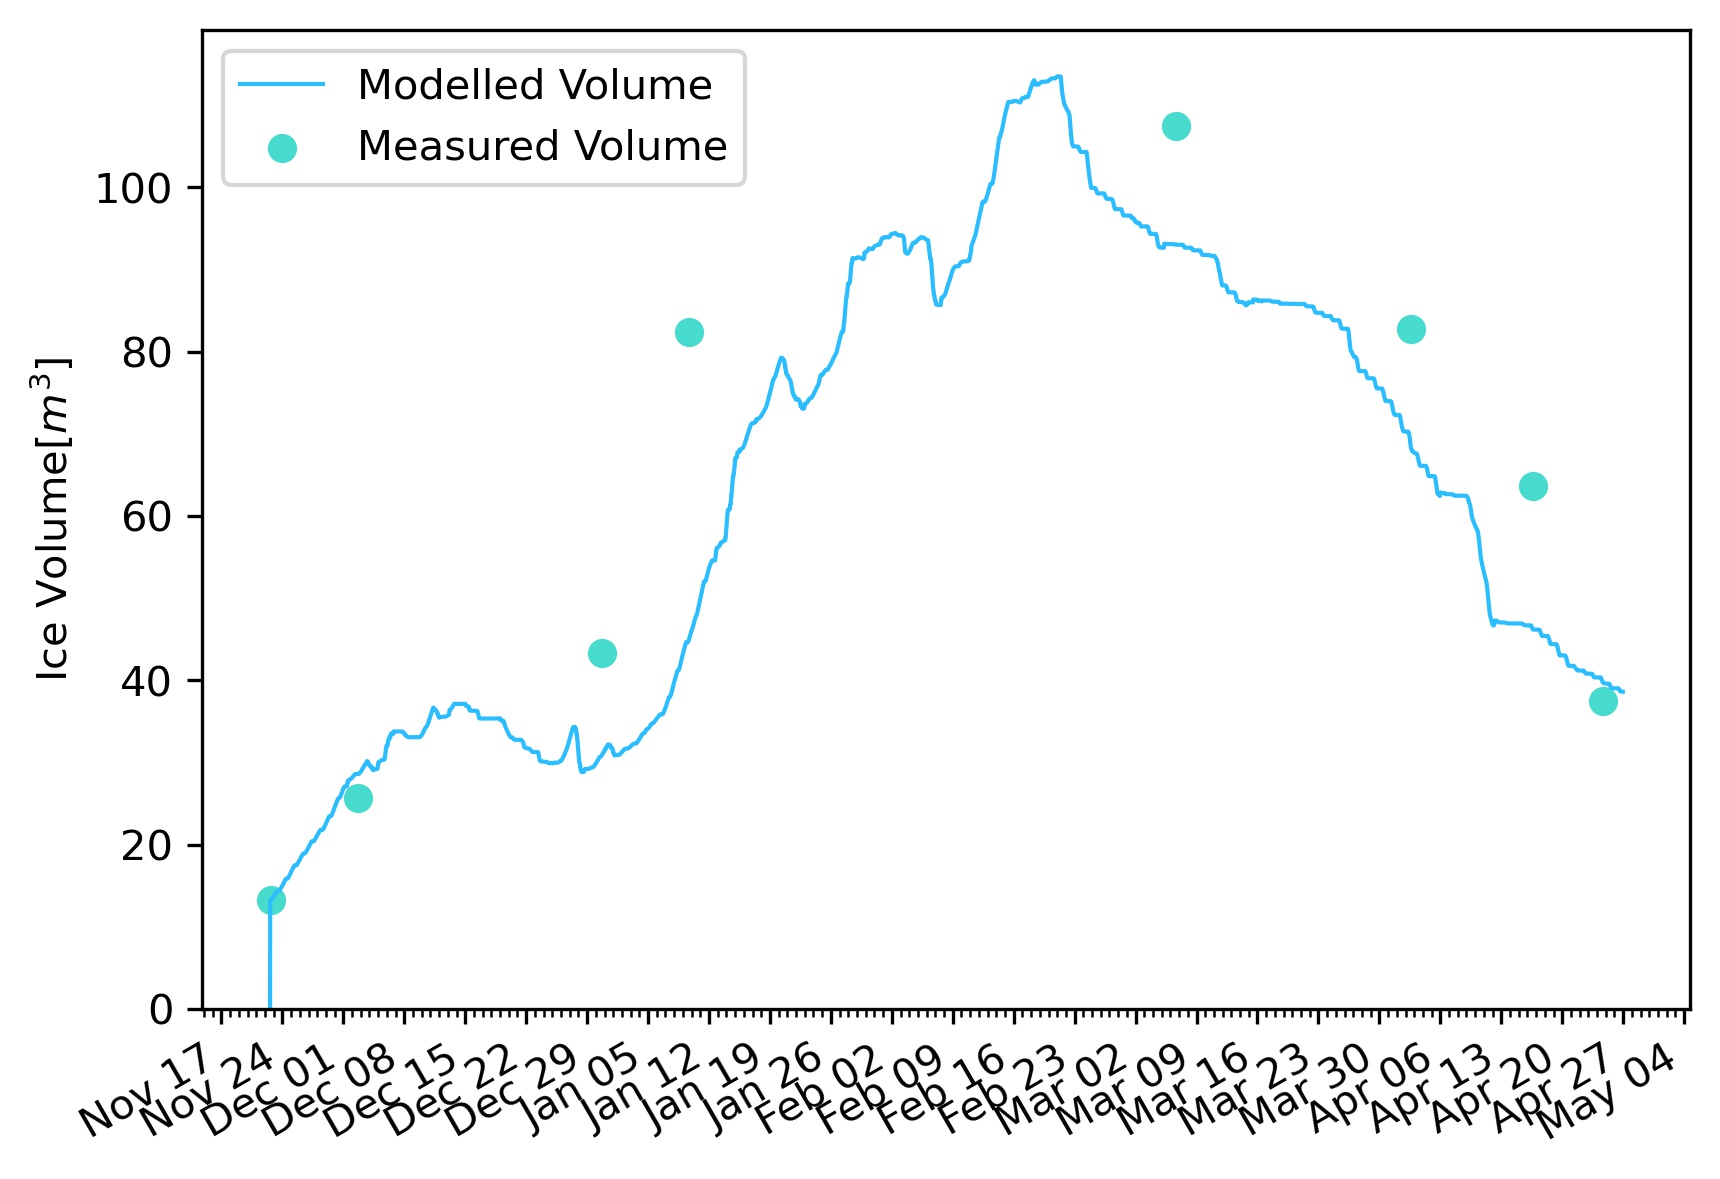 Modelled Volume
Measured Volume
Ice Volume[m³]
100
80
60
40
20
0
Nov 17
Nov 24
Dec 01
Dec 08
Dec 15
Dec 22
Dec 29
Jan 05
Jan 12
Jan 19
Jan 26
Feb 02
Feb 09
Feb 16
Feb 23
Mar 02
Mar 09
Mar 16
Mar 23
Mar 30
Apr 06
Apr 13
Apr 20
Apr 27
May 04